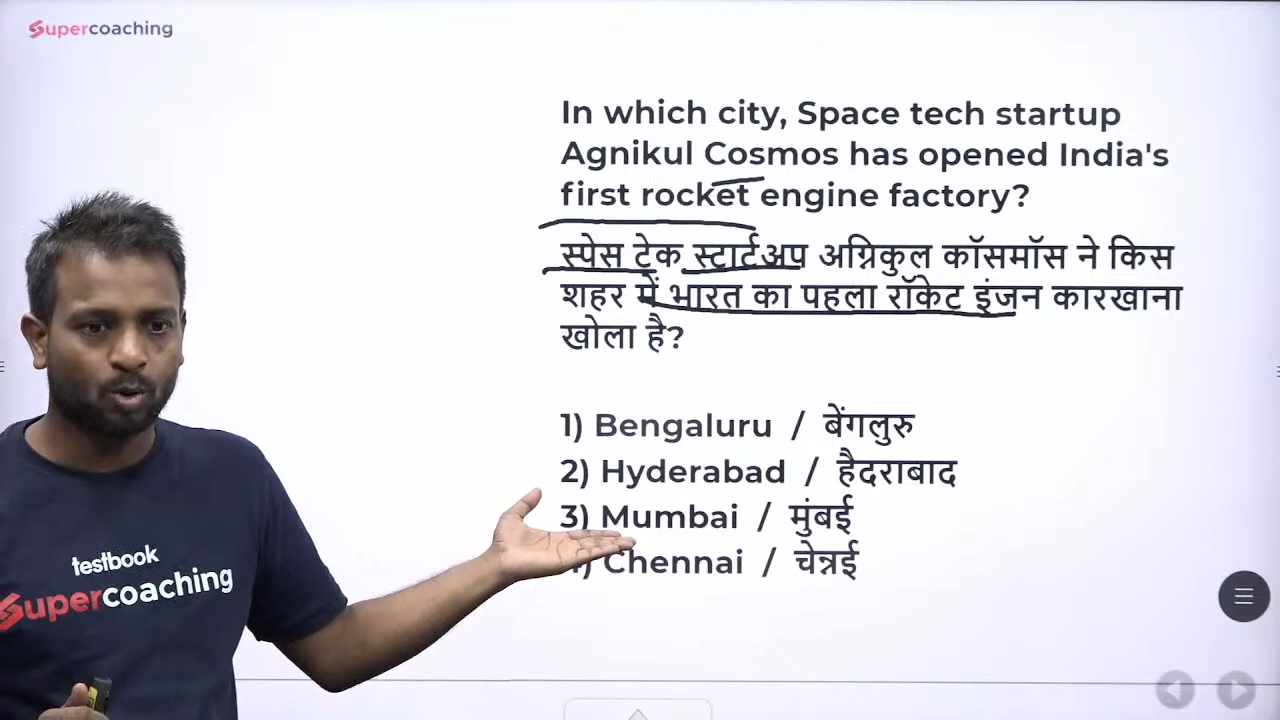 Supercoaching
In which city, Space tech startup
Agnikul Cosmos has opened India's
first rocket engine factory?
स्पेस टेक स्टार्टअप अग्निकुल कॉसमॉस ने किस
शहर में भारत का पहला रॉकेट इंजन कारखाना
खोला है?
1) Bengaluru / बेंगलुरु
2) Hyderabad / हैदराबाद
3) Mumbai / मुंबई
4) Chennai / चेन्नई
testbook
Supercoaching